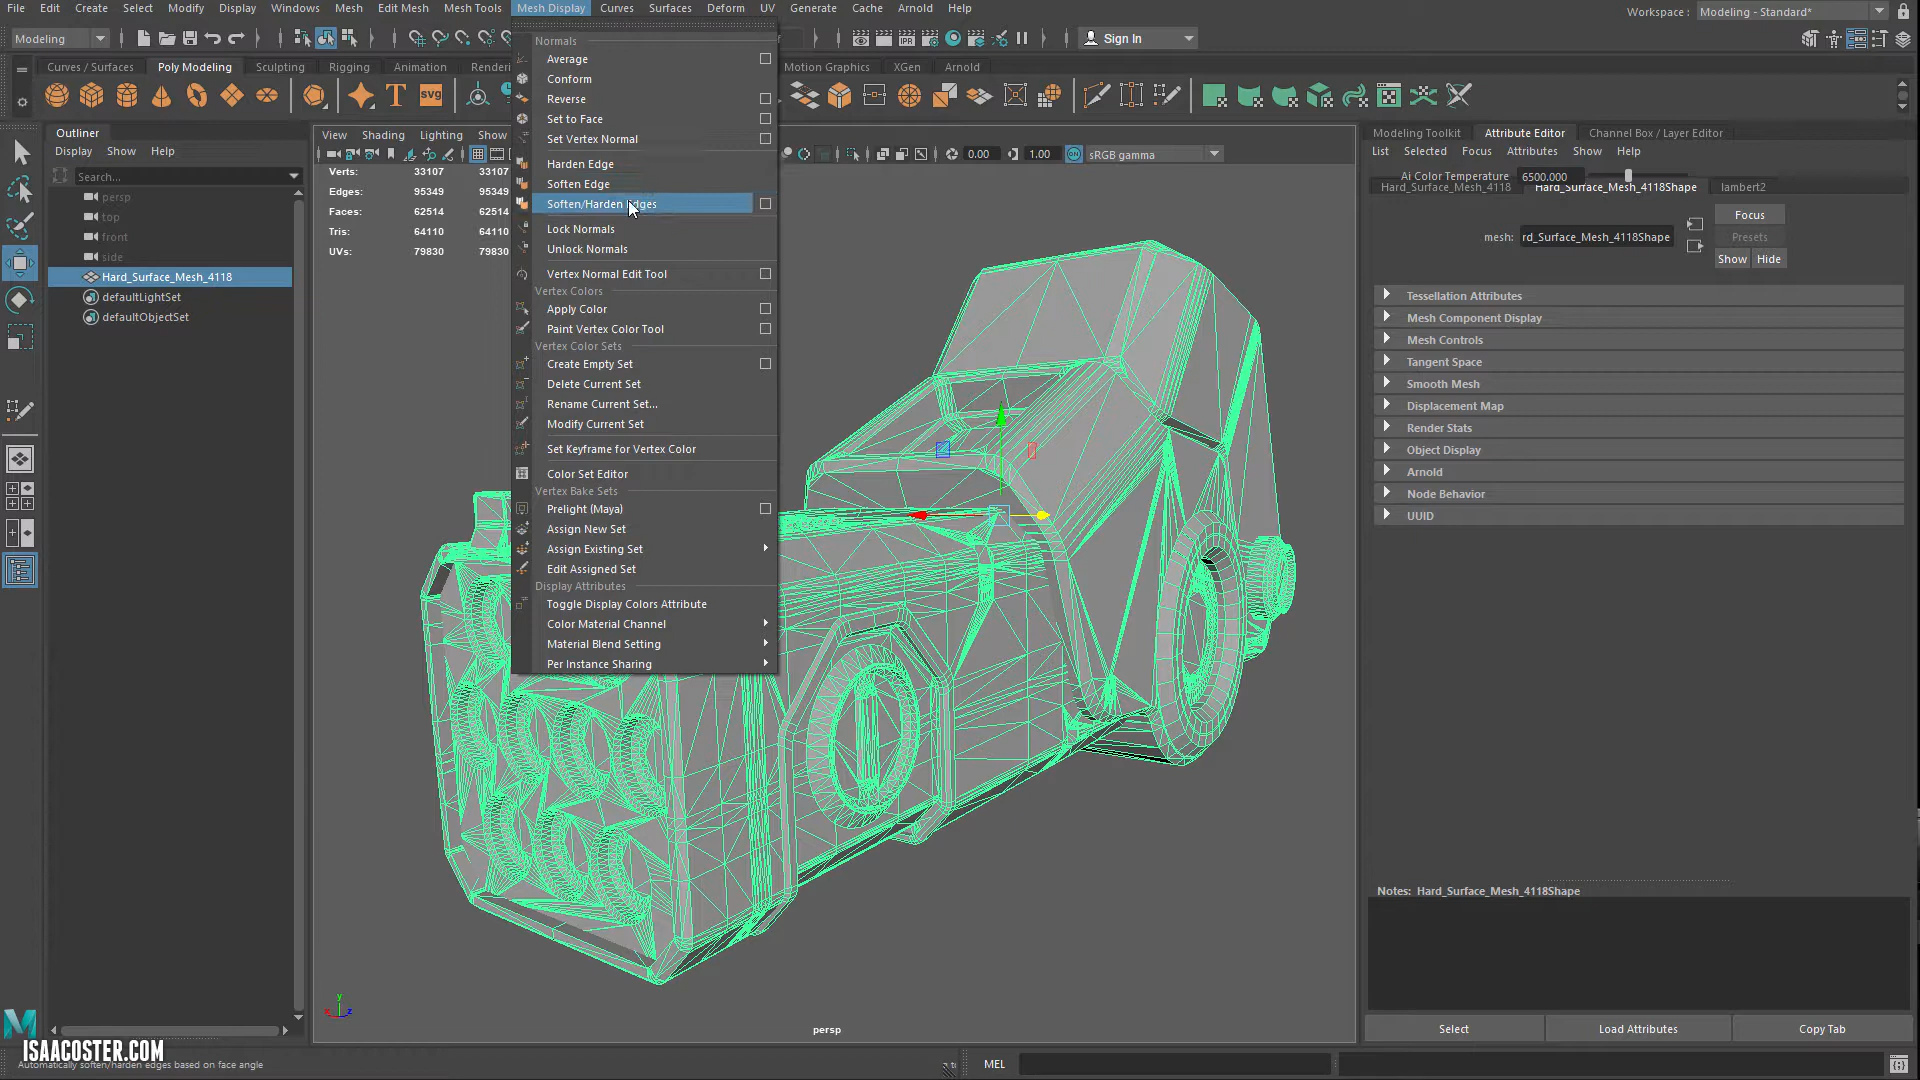 File Edit Create Select Modify Display Windows Mesh Edit Mesh Mesh Tools Mesh Display Curves Surfaces Deform UV Generate Cache Arnold Help
Workspace : Modeling - Standard*
Modeling
Sign In
Curves / Surfaces Poly Modeling Sculpting Rigging Animation Motion Graphics XGen Arnold
T svg IPR
Outliner
Display Show Help
Search...
persp
top
front
side
Hard_Surface_Mesh_4118
defaultLightSet
defaultObjectSet
View Shading Lighting Show
0.00 1.00 ON sRGB gamma
Verts: 33107 33107
Edges: 95349 95349
Faces: 62514 62514
Tris: 64110 64110
UVs: 79830 79830
Normals
Average
Conform
Reverse
Set to Face
Set Vertex Normal
Harden Edge
Soften Edge
Soften/Harden Edges
Lock Normals
Unlock Normals
Vertex Normal Edit Tool
Vertex Colors
Apply Color
Paint Vertex Color Tool
Vertex Color Sets
Create Empty Set
Delete Current Set
Rename Current Set...
Modify Current Set
Set Keyframe for Vertex Color
Color Set Editor
Vertex Bake Sets
Prelight (Maya)
Assign New Set
Assign Existing Set
Edit Assigned Set
Display Attributes
Toggle Display Colors Attribute
Color Material Channel
Material Blend Setting
Per Instance Sharing
y
x z
persp
Modeling Toolkit Attribute Editor Channel Box / Layer Editor
List Selected Focus Attributes Show Help
Ai Color Temperature 6500.000
Hard_Surface_Mesh_4118 Hard_Surface_Mesh_4118Shape lambert2
mesh: rd_Surface_Mesh_4118Shape
Focus
Presets
Show Hide
Tessellation Attributes
Mesh Component Display
Mesh Controls
Tangent Space
Smooth Mesh
Displacement Map
Render Stats
Object Display
Arnold
Node Behavior
UUID
Notes: Hard_Surface_Mesh_4118Shape
Select Load Attributes Copy Tab
M
ISAACOSTER.COM
Automatically soften/harden edges based on face angle
MEL